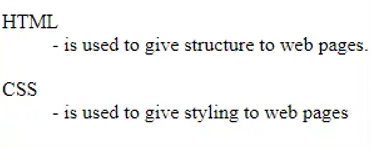 HTML
- is used to give structure to web pages.
CSS
- is used to give styling to web pages